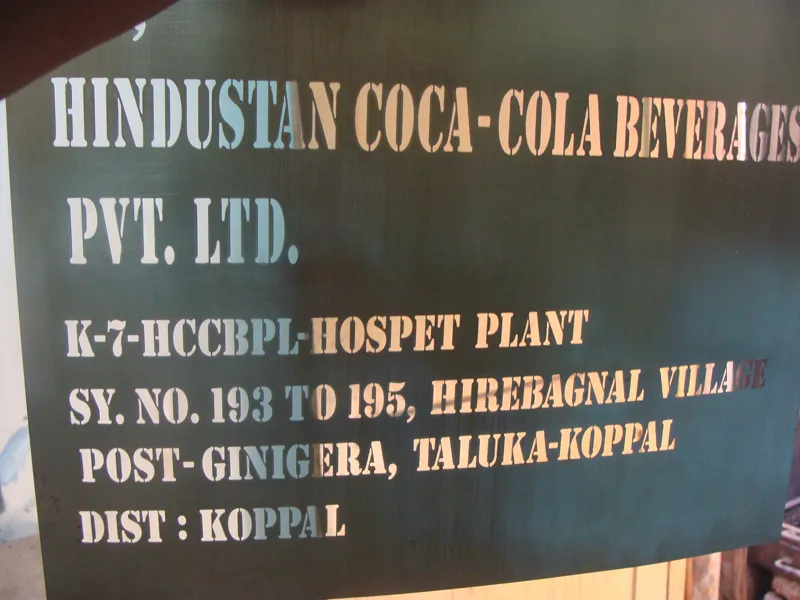 ,
HINDUSTAN COCA-COLA BEVERAGES
PVT. LTD.
K-7-HCCBPL-HOSPET PLANT
SY. NO. 193 TO 195, HIREBAGNAL VILLAGE
POST-GINIGERA, TALUKA-KOPPAL
DIST : KOPPAL